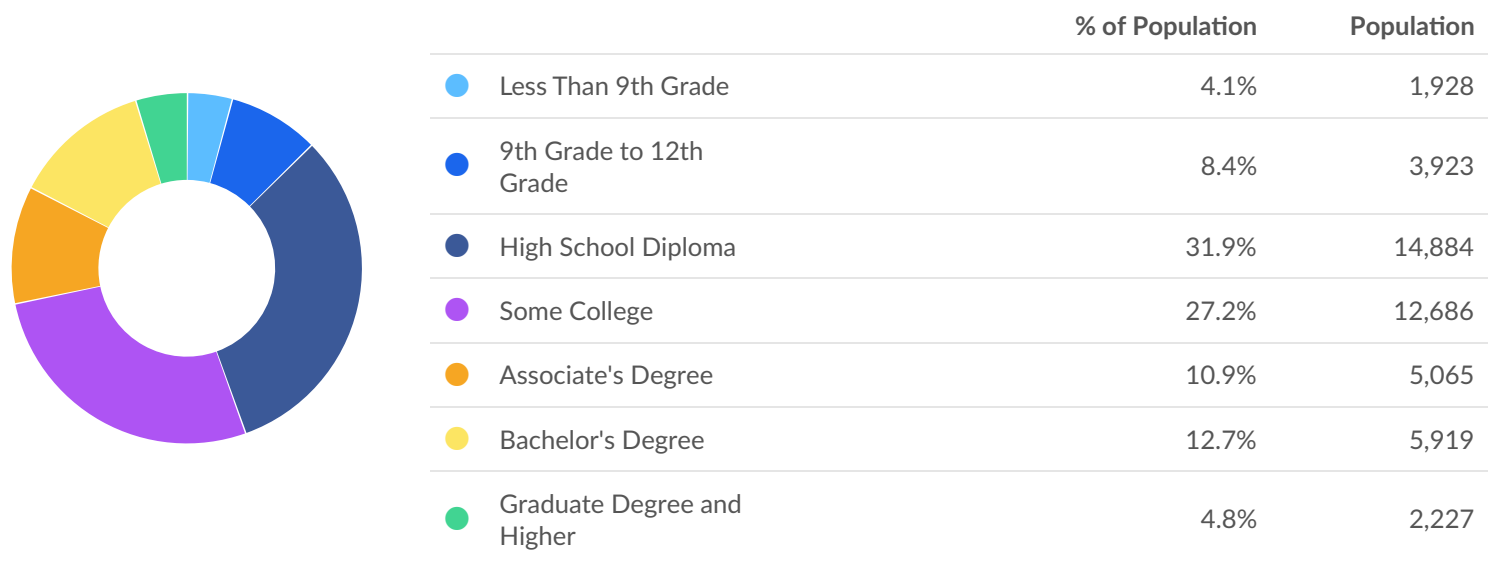 % of Population Population
Less Than 9th Grade 4.1% 1,928
9th Grade to 12th
Grade 8.4% 3,923
High School Diploma 31.9% 14,884
Some College 27.2% 12,686
Associate's Degree 10.9% 5,065
Bachelor's Degree 12.7% 5,919
Graduate Degree and
Higher 4.8% 2,227